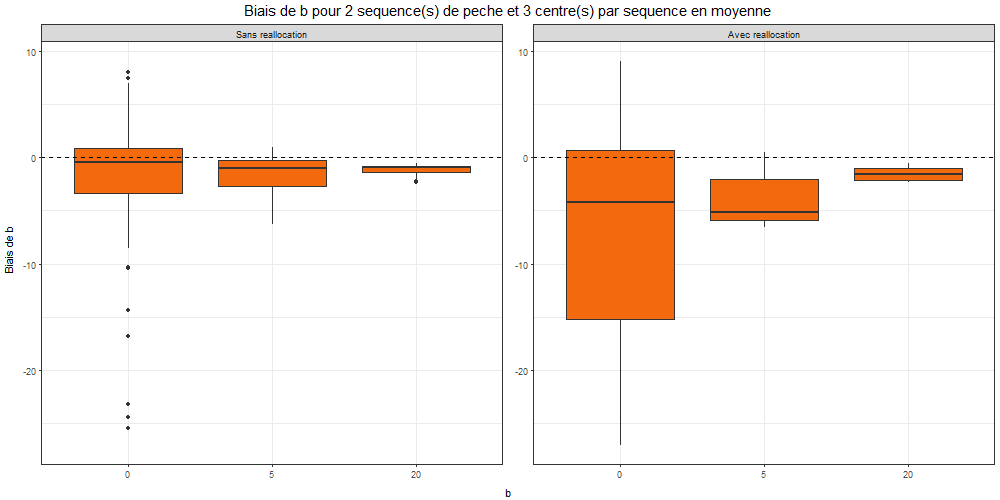 Biais de b pour 2 sequence(s) de peche et 3 centre(s) par sequence en moyenne
Sans reallocation
Avec reallocation
Biais de b
10
0
-10
-20
10
0
-10
-20
0
5
20
0
5
20
b